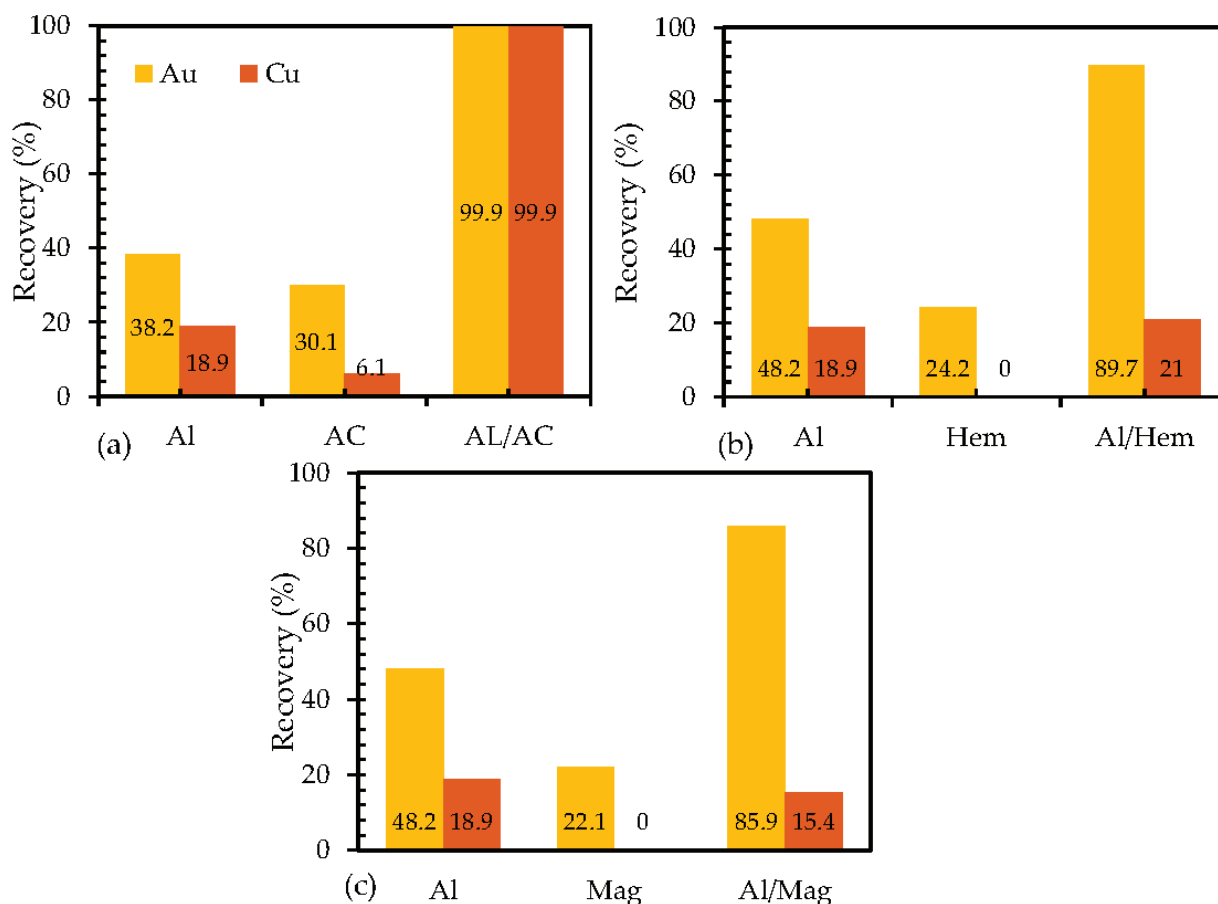 Recovery (%)
100
80
60
40
20
0
Au Cu
38.2 18.9 30.1 6.1 99.9 99.9
Al AC AL/AC
(a)
Recovery (%)
100
80
60
40
20
0
48.2 18.9 24.2 0 89.7 21
Al Hem Al/Hem
(b)
Recovery (%)
100
80
60
40
20
0
48.2 18.9 22.1 0 85.9 15.4
Al Mag Al/Mag
(c)